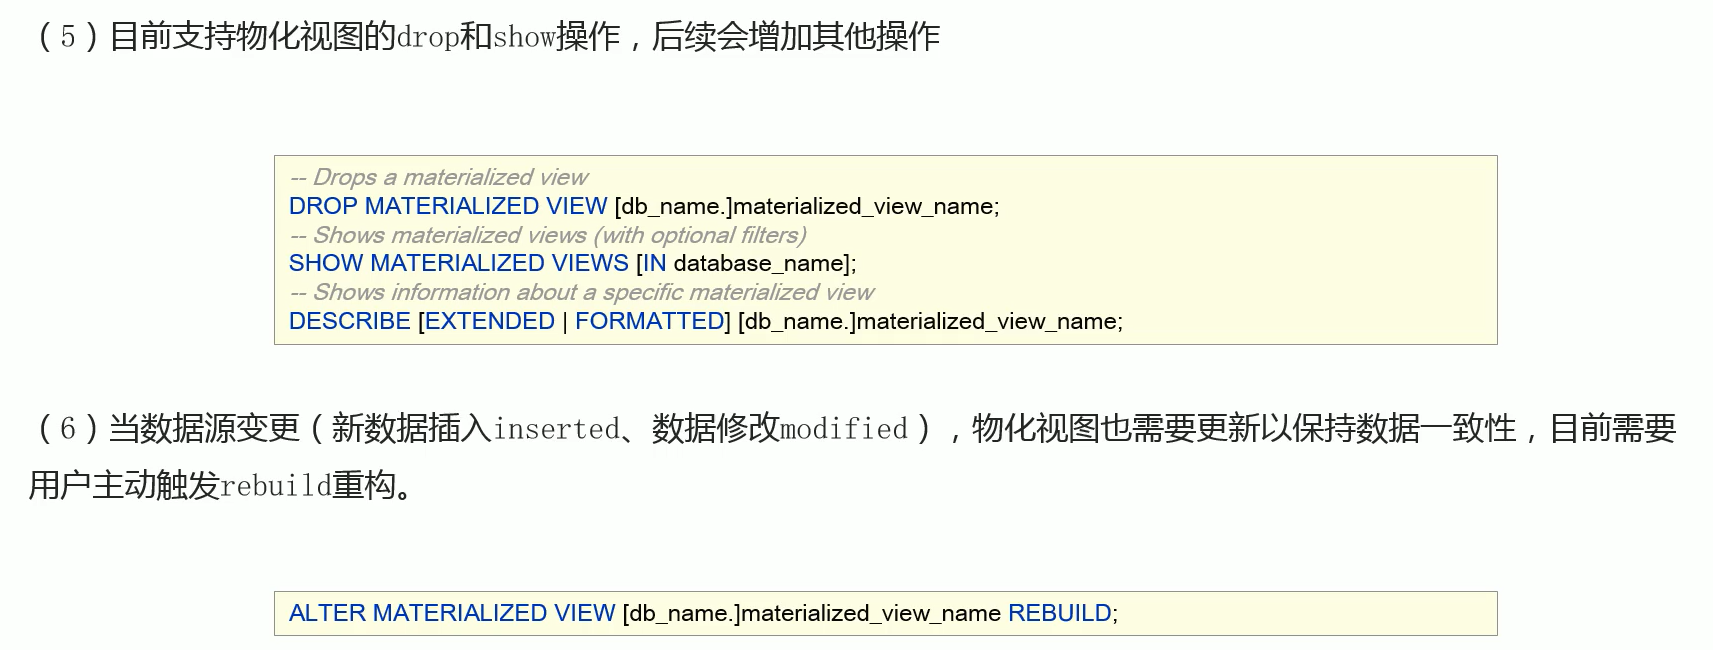 （5）目前支持物化视图的drop和show操作，后续会增加其他操作
-- Drops a materialized view
DROP MATERIALIZED VIEW [db_name.]materialized_view_name;
-- Shows materialized views (with optional filters)
SHOW MATERIALIZED VIEWS [IN database_name];
-- Shows information about a specific materialized view
DESCRIBE [EXTENDED | FORMATTED] [db_name.]materialized_view_name;
（6）当数据源变更（新数据插入inserted、数据修改modified），物化视图也需要更新以保持数据一致性，目前需要
用户主动触发rebuild重构。
ALTER MATERIALIZED VIEW [db_name.]materialized_view_name REBUILD;